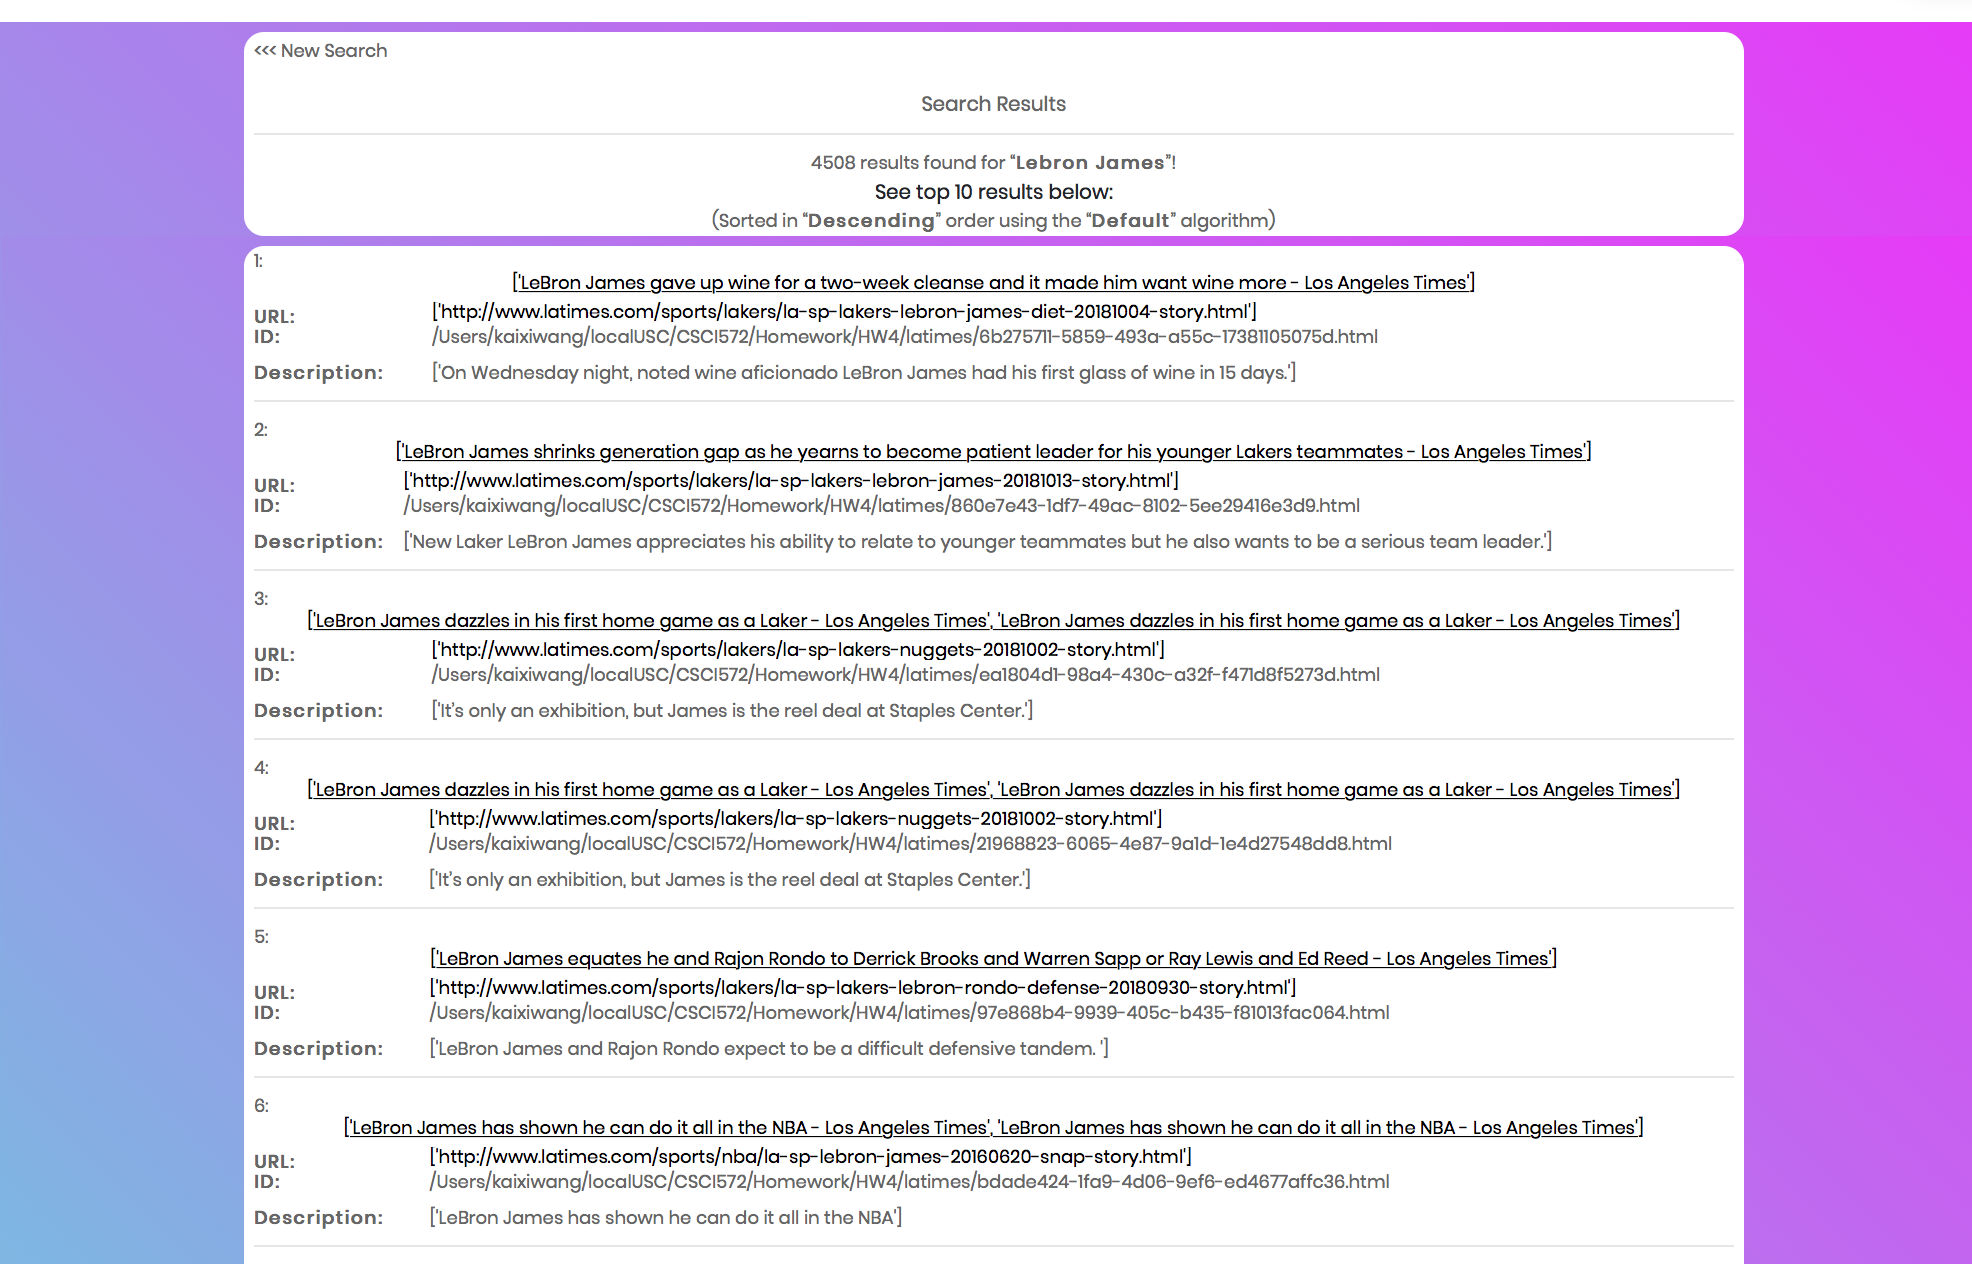 <<< New Search
Search Results
4508 results found for “Lebron James”!
See top 10 results below:
(Sorted in “Descending” order using the “Default” algorithm)
1:
['LeBron James gave up wine for a two-week cleanse and it made him want wine more - Los Angeles Times']
URL: ['http://www.latimes.com/sports/lakers/la-sp-lakers-lebron-james-diet-20181004-story.html']
ID: /Users/kaixiwang/localUSC/CSCI572/Homework/HW4/latimes/6b275711-5859-493a-a55c-17381105075d.html
Description: ['On Wednesday night, noted wine aficionado LeBron James had his first glass of wine in 15 days.']
2:
['LeBron James shrinks generation gap as he yearns to become patient leader for his younger Lakers teammates - Los Angeles Times']
URL: ['http://www.latimes.com/sports/lakers/la-sp-lakers-lebron-james-20181013-story.html']
ID: /Users/kaixiwang/localUSC/CSCI572/Homework/HW4/latimes/860e7e43-1df7-49ac-8102-5ee29416e3d9.html
Description: ['New Laker LeBron James appreciates his ability to relate to younger teammates but he also wants to be a serious team leader.']
3:
['LeBron James dazzles in his first home game as a Laker - Los Angeles Times', 'LeBron James dazzles in his first home game as a Laker - Los Angeles Times']
URL: ['http://www.latimes.com/sports/lakers/la-sp-lakers-nuggets-20181002-story.html']
ID: /Users/kaixiwang/localUSC/CSCI572/Homework/HW4/latimes/ea1804d1-98a4-430c-a32f-f471d8f5273d.html
Description: ['It’s only an exhibition, but James is the reel deal at Staples Center.']
4:
['LeBron James dazzles in his first home game as a Laker - Los Angeles Times', 'LeBron James dazzles in his first home game as a Laker - Los Angeles Times']
URL: ['http://www.latimes.com/sports/lakers/la-sp-lakers-nuggets-20181002-story.html']
ID: /Users/kaixiwang/localUSC/CSCI572/Homework/HW4/latimes/21968823-6065-4e87-9a1d-1e4d27548dd8.html
Description: ['It’s only an exhibition, but James is the reel deal at Staples Center.']
5:
['LeBron James equates he and Rajon Rondo to Derrick Brooks and Warren Sapp or Ray Lewis and Ed Reed - Los Angeles Times']
URL: ['http://www.latimes.com/sports/lakers/la-sp-lakers-lebron-rondo-defense-20180930-story.html']
ID: /Users/kaixiwang/localUSC/CSCI572/Homework/HW4/latimes/97e868b4-9939-405c-b435-f81013fac064.html
Description: ['LeBron James and Rajon Rondo expect to be a difficult defensive tandem. ']
6:
['LeBron James has shown he can do it all in the NBA - Los Angeles Times', 'LeBron James has shown he can do it all in the NBA - Los Angeles Times']
URL: ['http://www.latimes.com/sports/nba/la-sp-lebron-james-20160620-snap-story.html']
ID: /Users/kaixiwang/localUSC/CSCI572/Homework/HW4/latimes/bdade424-1fa9-4d06-9ef6-ed4677affc36.html
Description: ['LeBron James has shown he can do it all in the NBA']